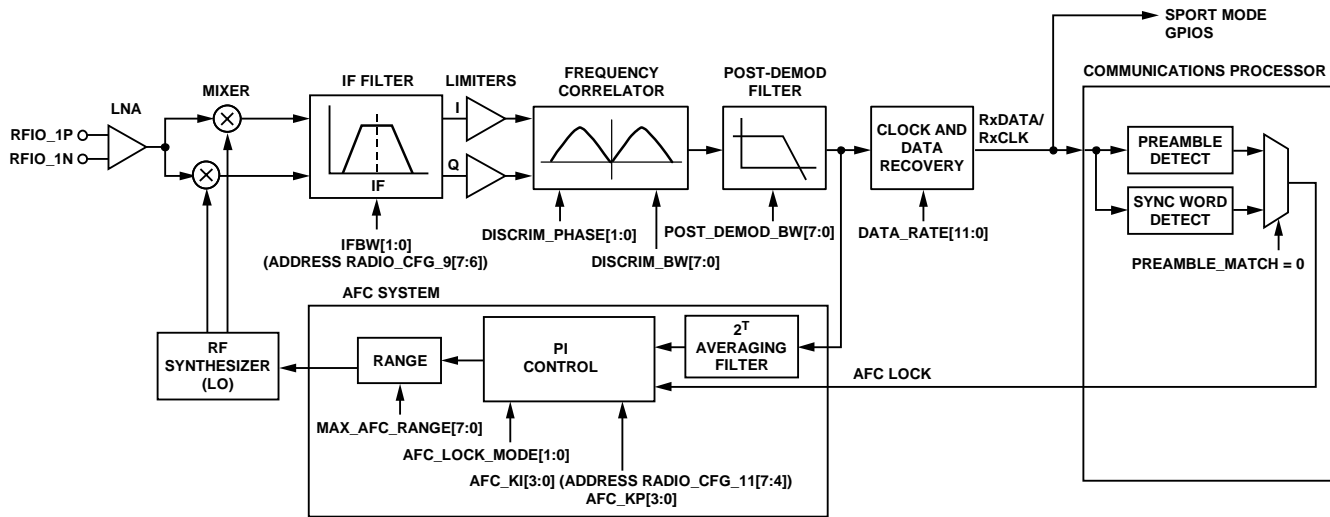 SPORT MODE
GPIOS
COMMUNICATIONS PROCESSOR
LNA
MIXER
IF FILTER
LIMITERS
FREQUENCY
CORRELATOR
POST-DEMOD
FILTER
RFIO_1P
RFIO_1N
I
Q
IF
CLOCK AND
DATA
RECOVERY
RxDATA/
RxCLK
PREAMBLE
DETECT
SYNC WORD
DETECT
IFBW[1:0]
(ADDRESS RADIO_CFG_9[7:6])
DISCRIM_PHASE[1:0]
DISCRIM_BW[7:0]
POST_DEMOD_BW[7:0]
DATA_RATE[11:0]
PREAMBLE_MATCH = 0
AFC SYSTEM
RF
SYNTHESIZER
(LO)
RANGE
PI
CONTROL
2T
AVERAGING
FILTER
AFC LOCK
MAX_AFC_RANGE[7:0]
AFC_LOCK_MODE[1:0]
AFC_KI[3:0] (ADDRESS RADIO_CFG_11[7:4])
AFC_KP[3:0]